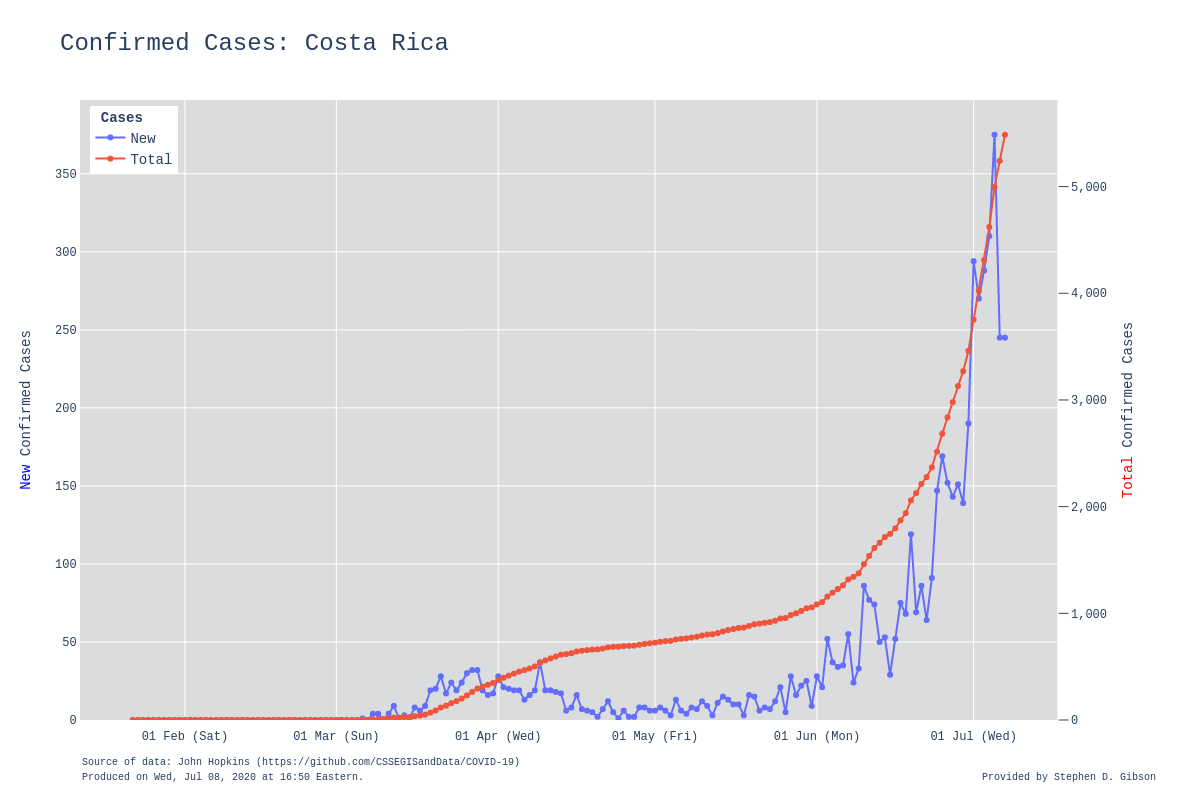 Confirmed Cases: Costa Rica
Cases
New
Total
350
300
250
200
150
100
50
0
5,000
4,000
3,000
2,000
1,000
0
New Confirmed Cases
Total Confirmed Cases
01 Feb (Sat) 01 Mar (Sun) 01 Apr (Wed) 01 May (Fri) 01 Jun (Mon) 01 Jul (Wed)
Source of data: John Hopkins (https://github.com/CSSEGISandData/COVID-19)
Produced on Wed, Jul 08, 2020 at 16:50 Eastern.
Provided by Stephen D. Gibson